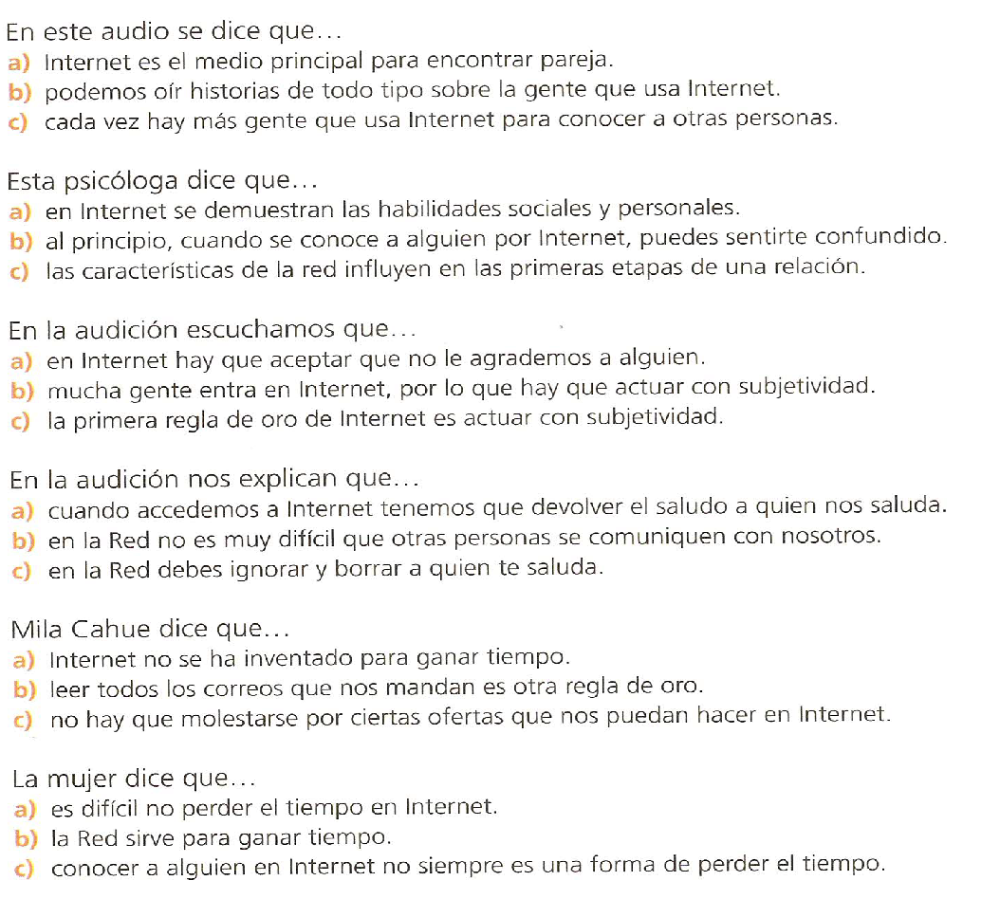 En este audio se dice que...
a) Internet es el medio principal para encontrar pareja.
b) podemos oír historias de todo tipo sobre la gente que usa Internet.
c) cada vez hay más gente que usa Internet para conocer a otras personas.
Esta psicóloga dice que...
a) en Internet se demuestran las habilidades sociales y personales.
b) al principio, cuando se conoce a alguien por Internet, puedes sentirte confundido.
c) las características de la red influyen en las primeras etapas de una relación.
En la audición escuchamos que...
a) en Internet hay que aceptar que no le agrademos a alguien.
b) mucha gente entra en Internet, por lo que hay que actuar con subjetividad.
c) la primera regla de oro de Internet es actuar con subjetividad.
En la audición nos explican que...
a) cuando accedemos a Internet tenemos que devolver el saludo a quien nos saluda.
b) en la Red no es muy difícil que otras personas se comuniquen con nosotros.
c) en la Red debes ignorar y borrar a quien te saluda.
Mila Cahue dice que...
a) Internet no se ha inventado para ganar tiempo.
b) leer todos los correos que nos mandan es otra regla de oro.
c) no hay que molestarse por ciertas ofertas que nos puedan hacer en Internet.
La mujer dice que...
a) es difícil no perder el tiempo en Internet.
b) la Red sirve para ganar tiempo.
c) conocer a alguien en Internet no siempre es una forma de perder el tiempo.